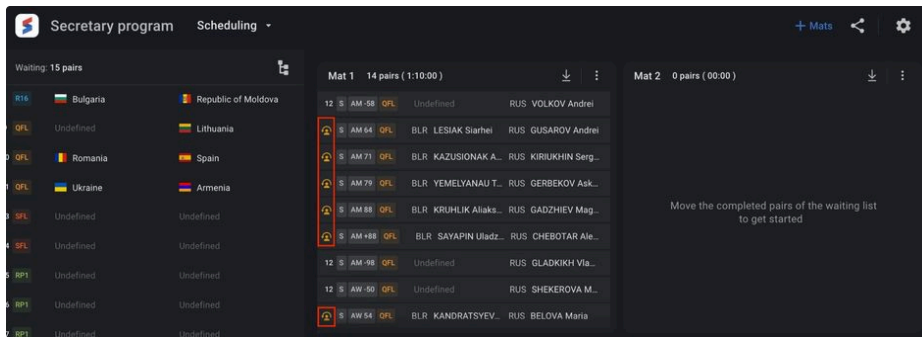 Secretary program Scheduling + Mats
Waiting: 15 pairs
R16 Bulgaria Republic of Moldova
QFL Undefined Lithuania
0 QFL Romania Spain
1 QFL Ukraine Armenia
3 SFL Undefined Undefined
4 SFL Undefined Undefined
5 RP1 Undefined Undefined
6 RP1 Undefined Undefined
7 RP1 Undefined Undefined
Mat 1 14 pairs ( 1:10:00 )
12 S AM -58 QFL Undefined RUS VOLKOV Andrei
S AM 64 QFL BLR LESIAK Siarhei RUS GUSAROV Andrei
S AM 71 QFL BLR KAZUSIONAK A... RUS KIRIUKHIN Serg...
S AM 79 QFL BLR YEMELYANAU T... RUS GERBEKOV Ask...
S AM 88 QFL BLR KRUHLIK Aliaks... RUS GADZHIEV Mag...
S AM +88 QFL BLR SAYAPIN Uladz... RUS CHEBOTAR Ale...
12 S AM -98 QFL Undefined RUS GLADKIKH Vla...
12 S AW -50 QFL Undefined RUS SHEKEROVA M...
S AW 54 QFL BLR KANDRATSYEV... RUS BELOVA Maria
Mat 2 0 pairs ( 00:00 )
Move the completed pairs of the waiting list
to get started